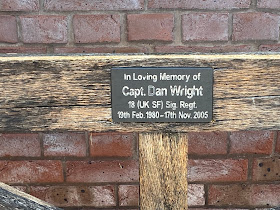 In Loving Memory of
Capt. Dan Wright
18 (UK SF) Sig. Regt.
19th Feb. 1980-17th Nov. 2005